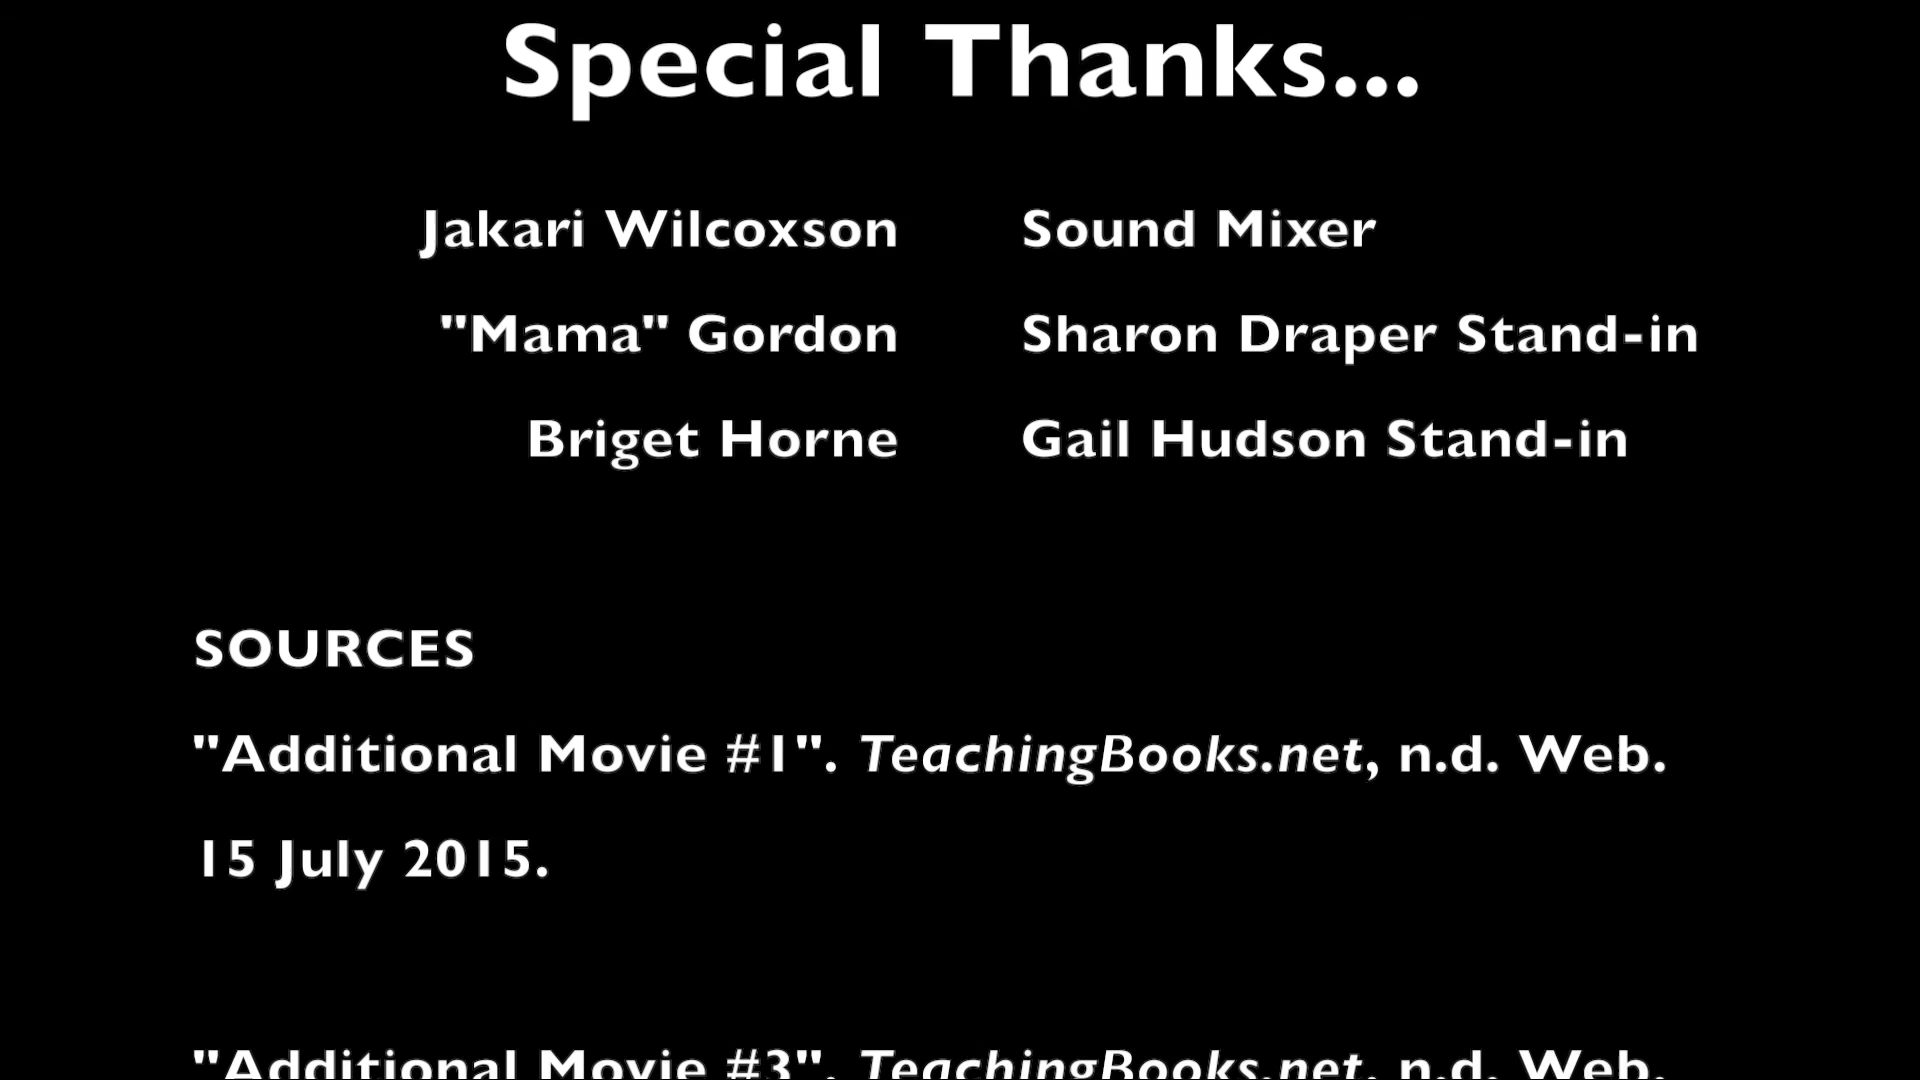 Special Thanks...
Jakari Wilcoxson Sound Mixer
"Mama" Gordon Sharon Draper Stand-in
Briget Horne Gail Hudson Stand-in
SOURCES
"Additional Movie #1". TeachingBooks.net, n.d. Web.
15 July 2015.
"Additional Movie #3". TeachingBooks.net, n.d. Web.